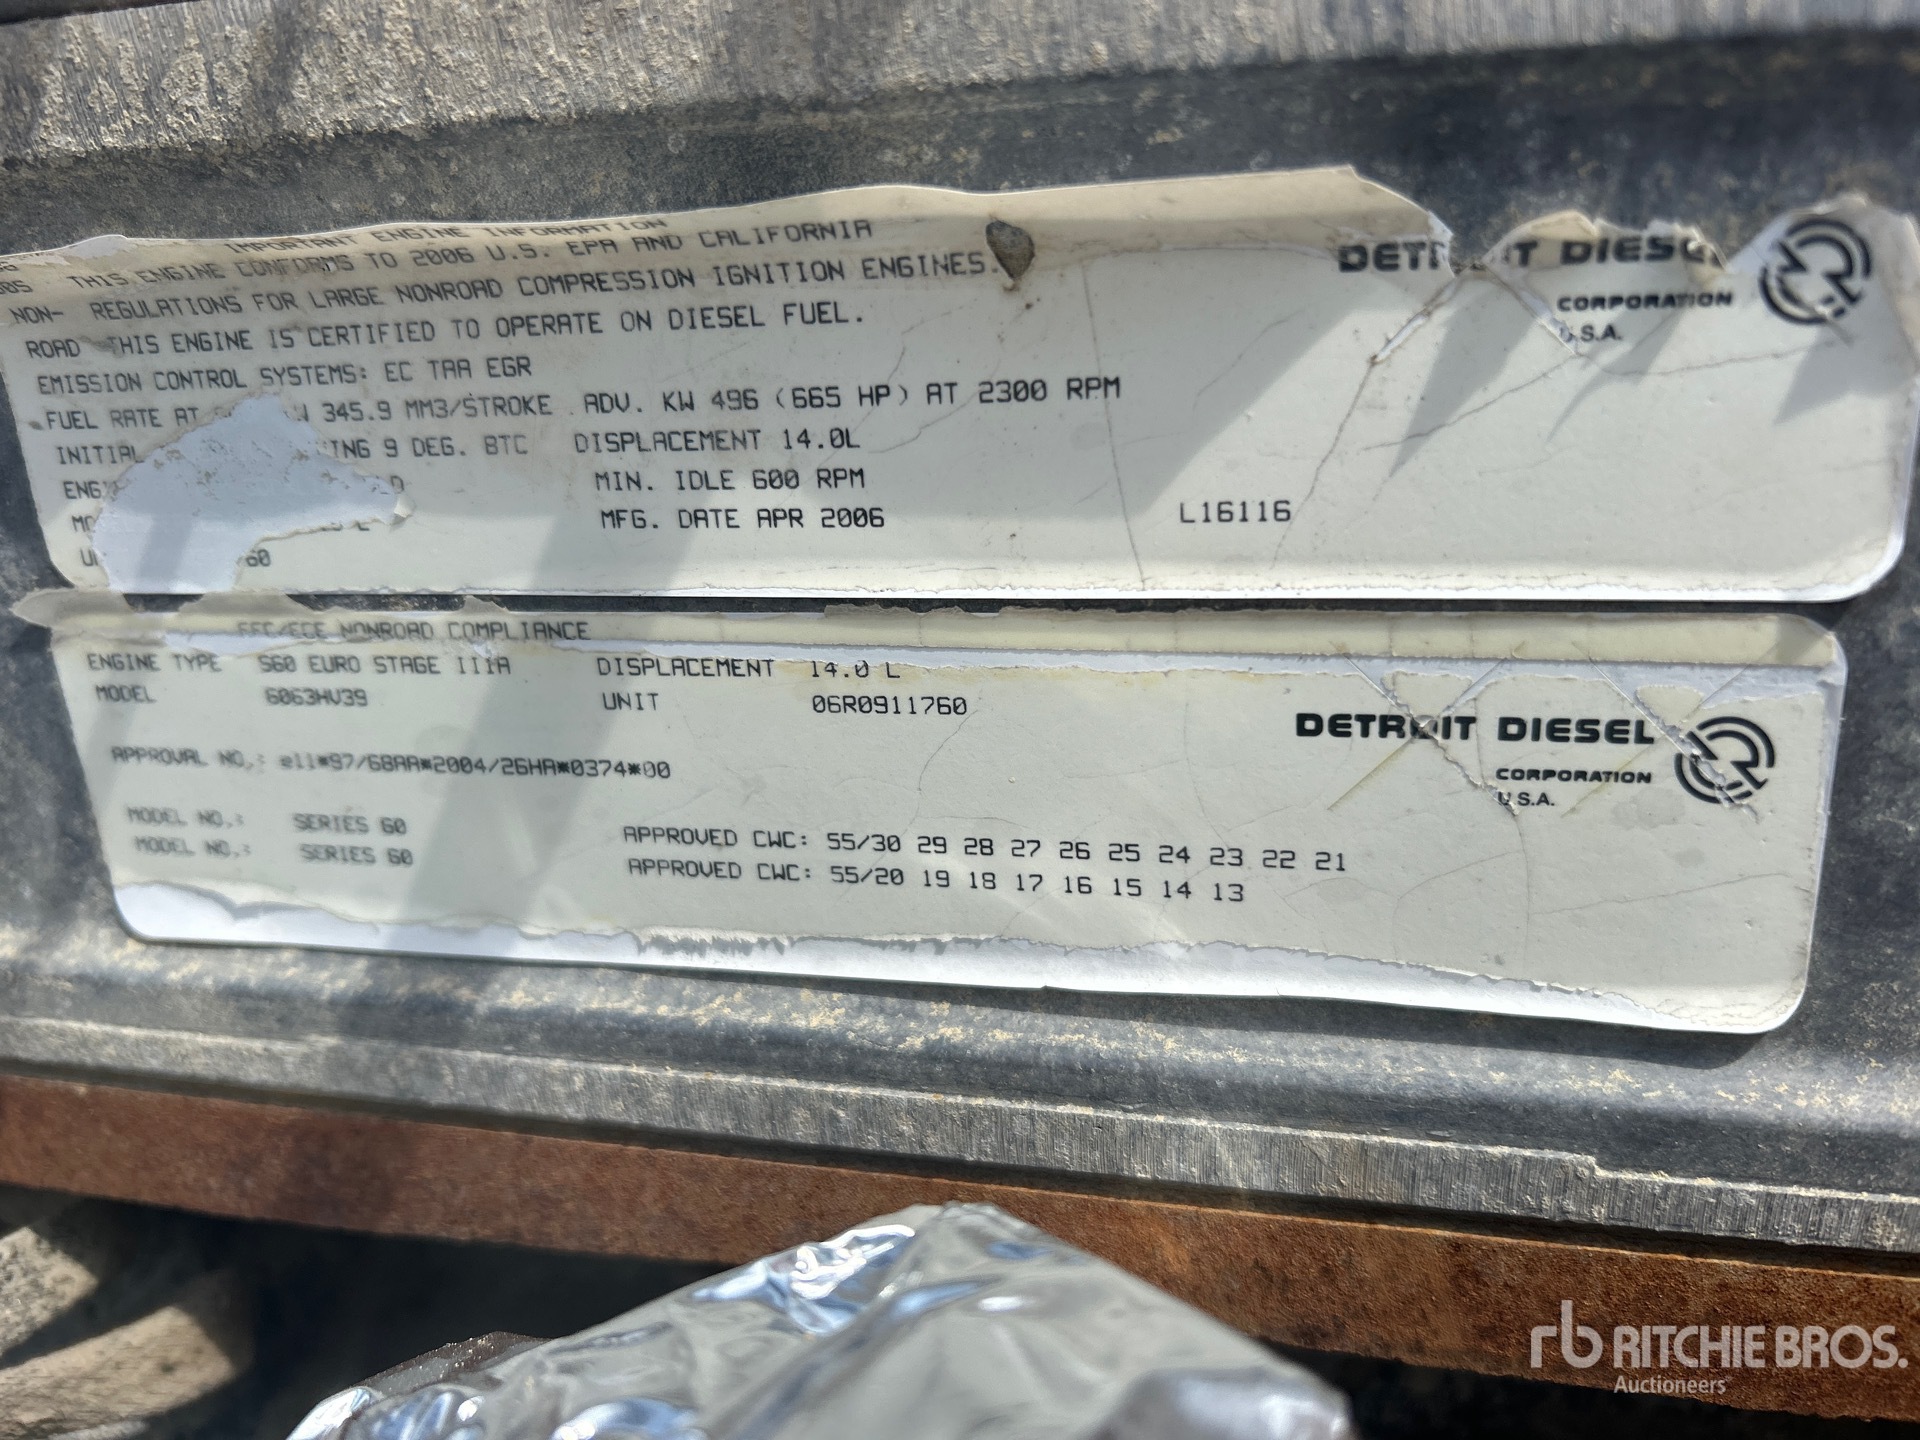 IMPORTANT ENGINE INFORMATION
THIS ENGINE CONFORMS TO 2006 U.S. EPA AND CALIFORNIA
NON- REGULATIONS FOR LARGE NONROAD COMPRESSION IGNITION ENGINES.
ROAD THIS ENGINE IS CERTIFIED TO OPERATE ON DIESEL FUEL.
EMISSION CONTROL SYSTEMS: EC TAA EGR
FUEL RATE AT 345.9 MM3/STROKE ADV. KW 496 (665 HP) AT 2300 RPM
INITIAL 9 DEG. BTC DISPLACEMENT 14.0L
MIN. IDLE 600 RPM
MFG. DATE APR 2006
L16116
60
DETROIT DIESEL
CORPORATION
U.S.A.
EEC/ECE NONROAD COMPLIANCE
ENGINE TYPE S60 EURO STAGE IIIA DISPLACEMENT 14.0 L
MODEL 6063HV39 UNIT 06R0911760
APPROVAL NO.: e11*97/68AA*2004/26HA*0374*00
MODEL NO.: SERIES 60 APPROVED CWC: 55/30 29 28 27 26 25 24 23 22 21
MODEL NO.: SERIES 60 APPROVED CWC: 55/20 19 18 17 16 15 14 13
DETROIT DIESEL
CORPORATION
U.S.A.
rb RITCHIE BROS.
Auctioneers